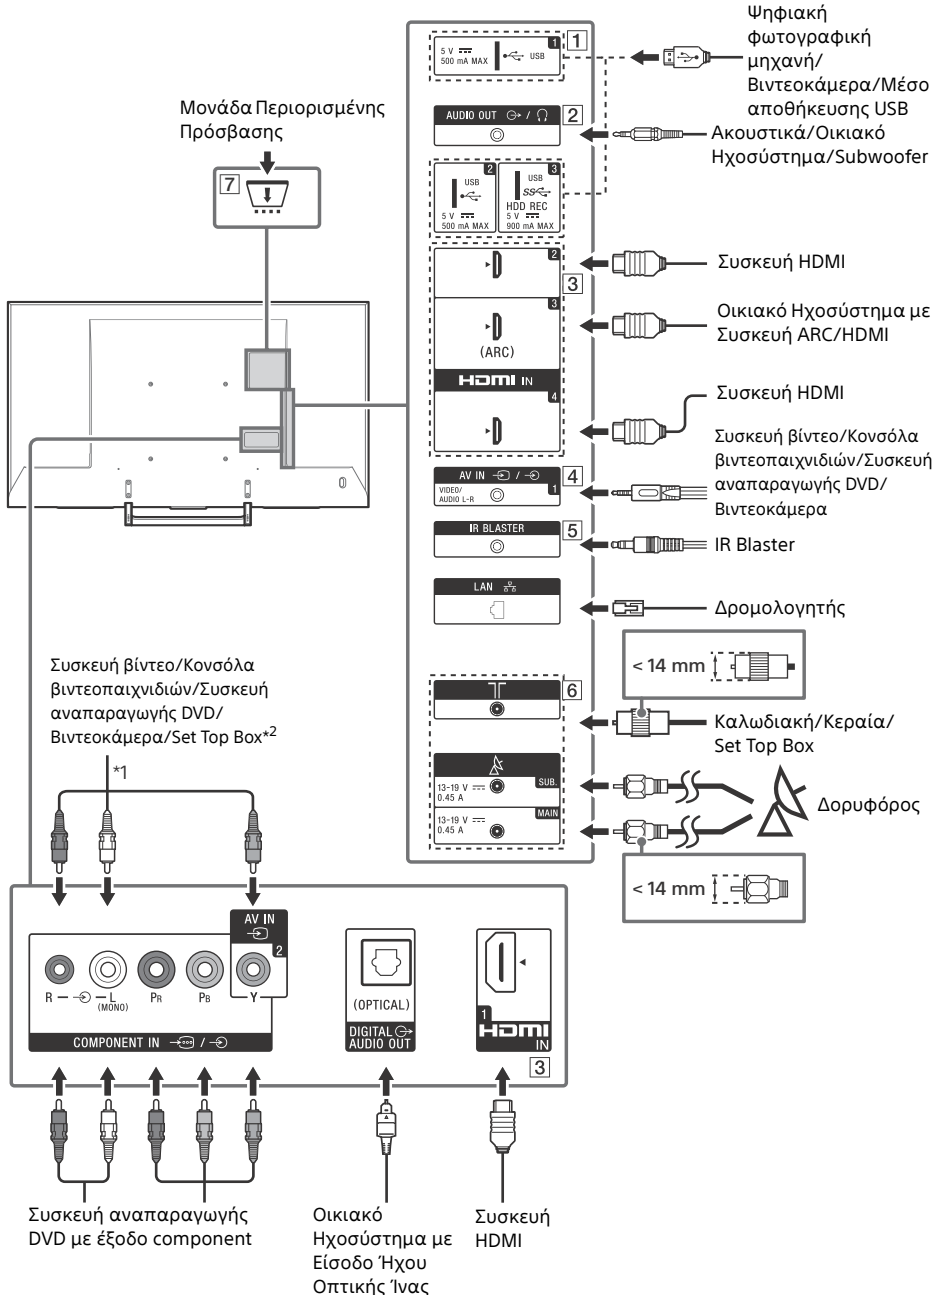 Ψηφιακή
φωτογραφική
μηχανή/
Βιντεοκάμερα/Μέσο
αποθήκευσης USB
5 V
500 mA MAX
USB
1
1
Μονάδα Περιορισμένης
Πρόσβασης
7
AUDIO OUT /
2
Ακουστικά/Οικιακό
Ηχοσύστημα/Subwoofer
2
USB
5 V
500 mA MAX
3
USB
SS
HDD REC
5 V
900 mA MAX
2
3
Συσκευή HDMI
3
(ARC)
Οικιακό Ηχοσύστημα με
Συσκευή ARC/HDMI
HDMI IN
4
Συσκευή HDMI
AV IN /
VIDEO/
AUDIO L-R
1
4
Συσκευή βίντεο/Κονσόλα
βιντεοπαιχνιδιών/Συσκευή
αναπαραγωγής DVD/
Βιντεοκάμερα
IR BLASTER
5
IR Blaster
LAN
Δρομολογητής
< 14 mm
6
Καλωδιακή/Κεραία/
Set Top Box
13-19 V
0.45 A
SUB.
13-19 V
0.45 A
MAIN
Δορυφόρος
< 14 mm
Συσκευή βίντεο/Κονσόλα
βιντεοπαιχνιδιών/Συσκευή
αναπαραγωγής DVD/
Βιντεοκάμερα/Set Top Box*2
*1
AV IN
2
R
L
(MONO)
PR
PB
Y
COMPONENT IN /
(OPTICAL)
DIGITAL
AUDIO OUT
1
HDMI
IN
3
Συσκευή αναπαραγωγής
DVD με έξοδο component
Οικιακό
Ηχοσύστημα με
Είσοδο Ήχου
Οπτικής Ίνας
Συσκευή
HDMI